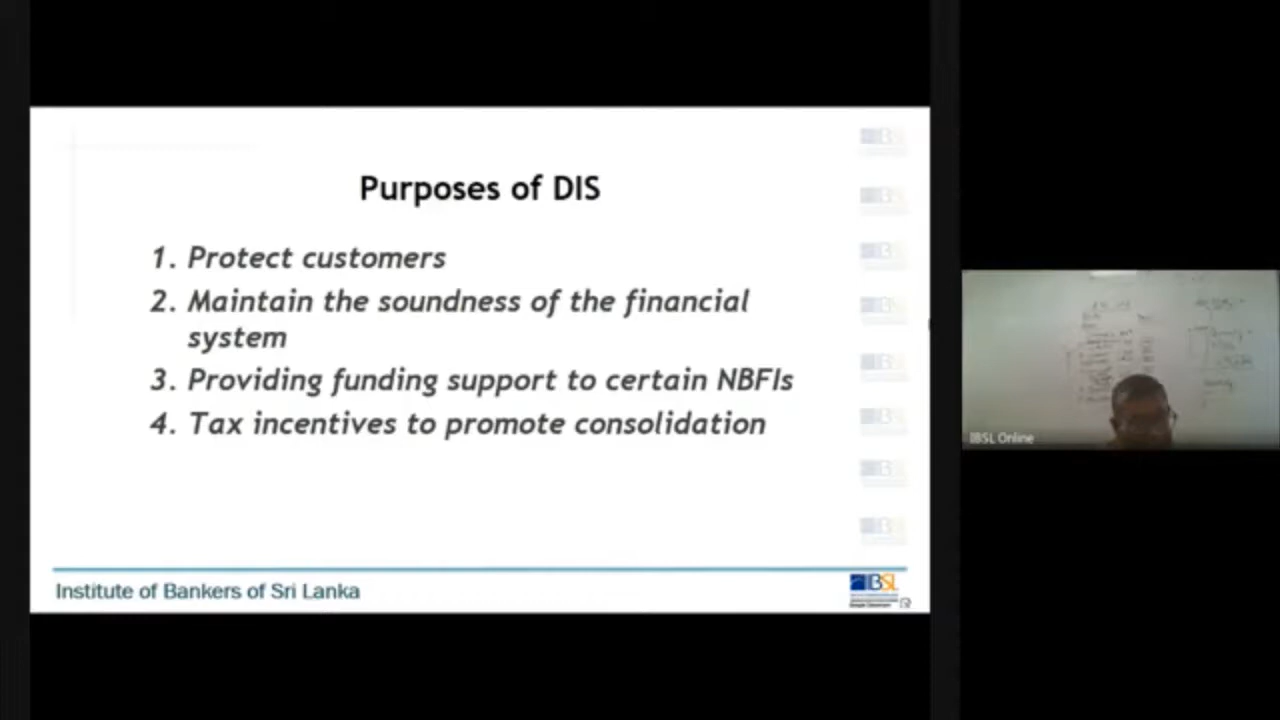 Purposes of DIS
1. Protect customers
2. Maintain the soundness of the financial
system
3. Providing funding support to certain NBFIs
4. Tax incentives to promote consolidation
Institute of Bankers of Sri Lanka
IBSL
IBSL Online